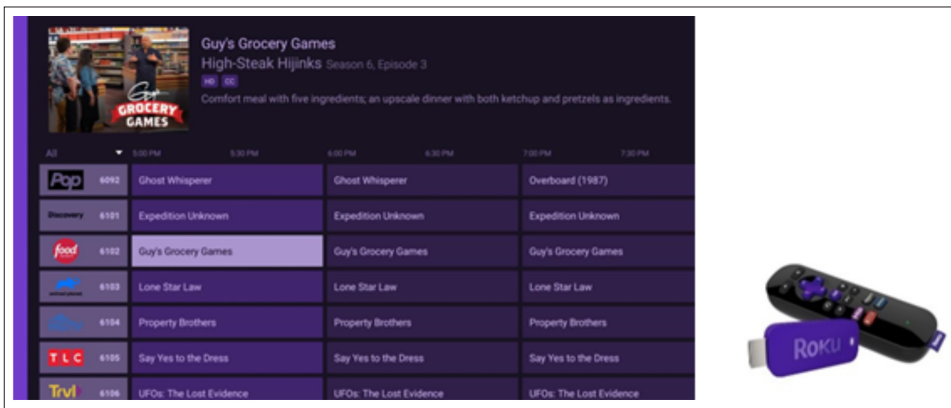 Guy's Grocery Games
High-Steak Hijinks Season 6, Episode 3
HD CC
Comfort meal with five ingredients; an upscale dinner with both ketchup and pretzels as ingredients.
Guy's
GROCERY
GAMES
All 5:00 PM 5:30 PM 6:00 PM 6:30 PM 7:00 PM 7:30 PM
Pop 6092 Ghost Whisperer Ghost Whisperer Overboard (1987)
Discovery 6101 Expedition Unknown Expedition Unknown Expedition Unknown
food 6102 Guy's Grocery Games Guy's Grocery Games Guy's Grocery Games
6103 Lone Star Law Lone Star Law Lone Star Law
6104 Property Brothers Property Brothers Property Brothers
TLC 6105 Say Yes to the Dress Say Yes to the Dress Say Yes to the Dress
Trvl 6106 UFOs: The Lost Evidence UFOs: The Lost Evidence UFOs: The Lost Evidence
ROKU